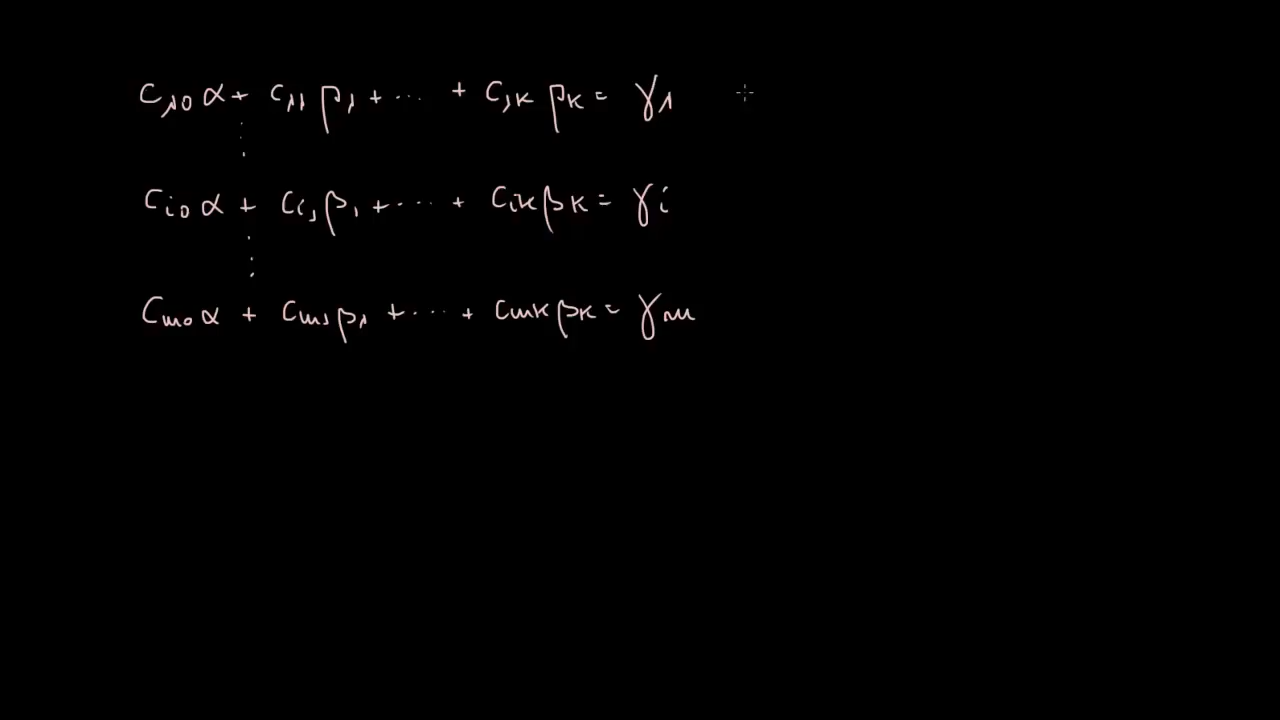 c₁₀ α + c₁₁ β₁ + ··· + c₁ₖ βₖ = γ₁
⋮
cᵢ₀ α + cᵢ₁ β₁ + ··· + cᵢₖ βₖ = γᵢ
⋮
cₘ₀ α + cₘ₁ β₁ + ··· + cₘₖ βₖ = γₘ